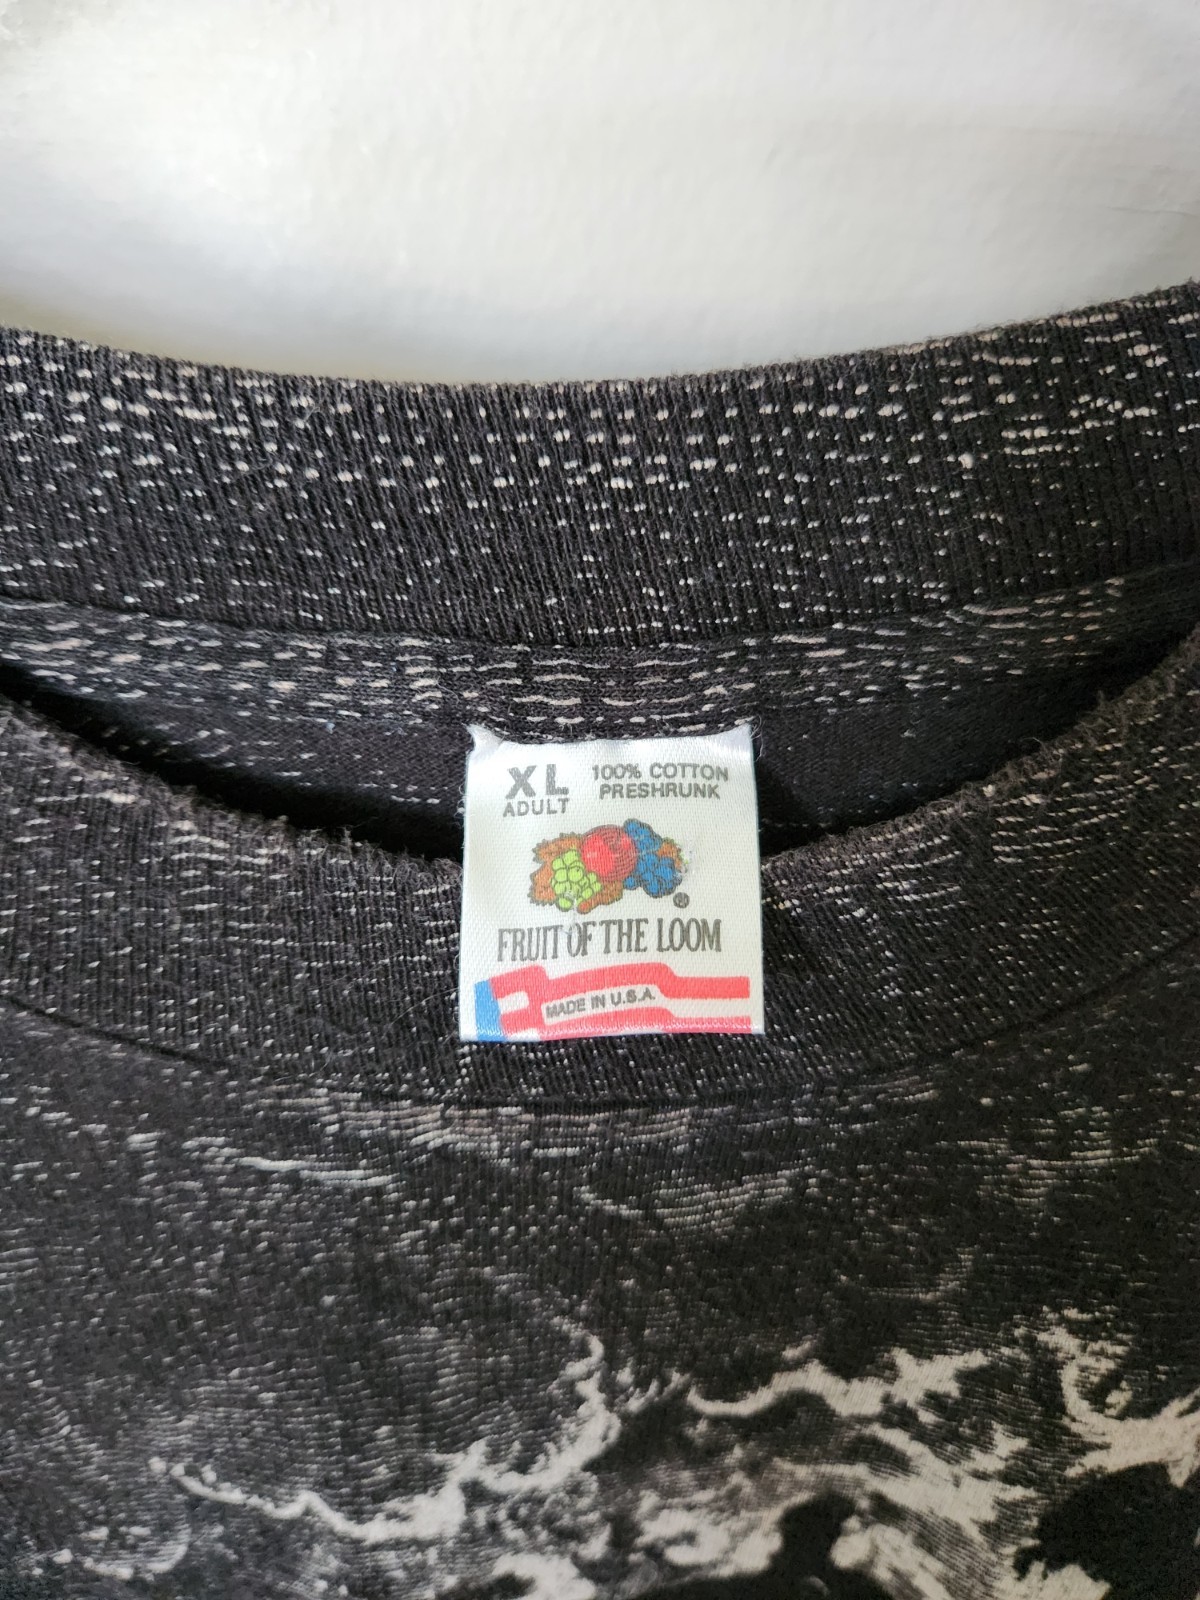 XL
ADULT
100% COTTON
PRESHRUNK
®
FRUIT OF THE LOOM
MADE IN U.S.A.